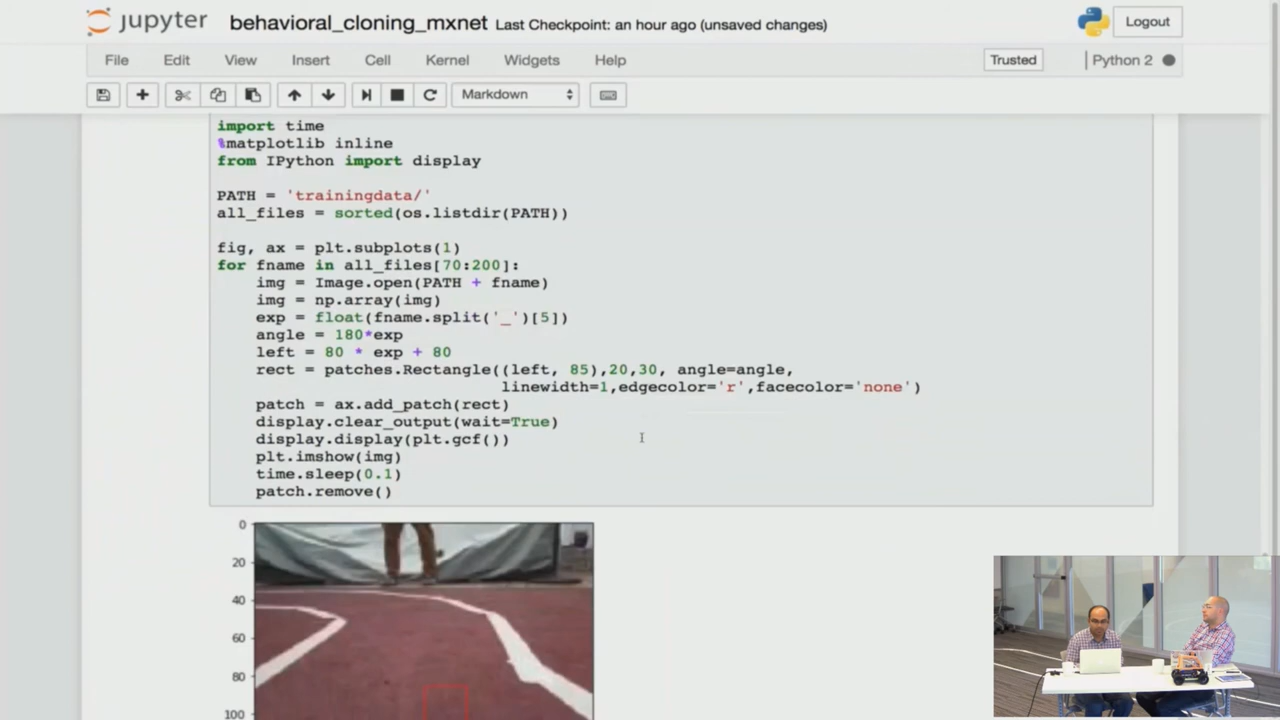 jupyter behavioral_cloning_mxnet Last Checkpoint: an hour ago (unsaved changes) Logout
File Edit View Insert Cell Kernel Widgets Help Trusted Python 2
Markdown
import time
%matplotlib inline
from IPython import display
PATH = 'trainingdata/'
all_files = sorted(os.listdir(PATH))
fig, ax = plt.subplots(1)
for fname in all_files[70:200]:
    img = Image.open(PATH + fname)
    img = np.array(img)
    exp = float(fname.split('_')[5])
    angle = 180*exp
    left = 80 * exp + 80
    rect = patches.Rectangle((left, 85),20,30, angle=angle,
                             linewidth=1,edgecolor='r',facecolor='none')
    patch = ax.add_patch(rect)
    display.clear_output(wait=True)
    display.display(plt.gcf())
    plt.imshow(img)
    time.sleep(0.1)
    patch.remove()
0
20
40
60
80
100